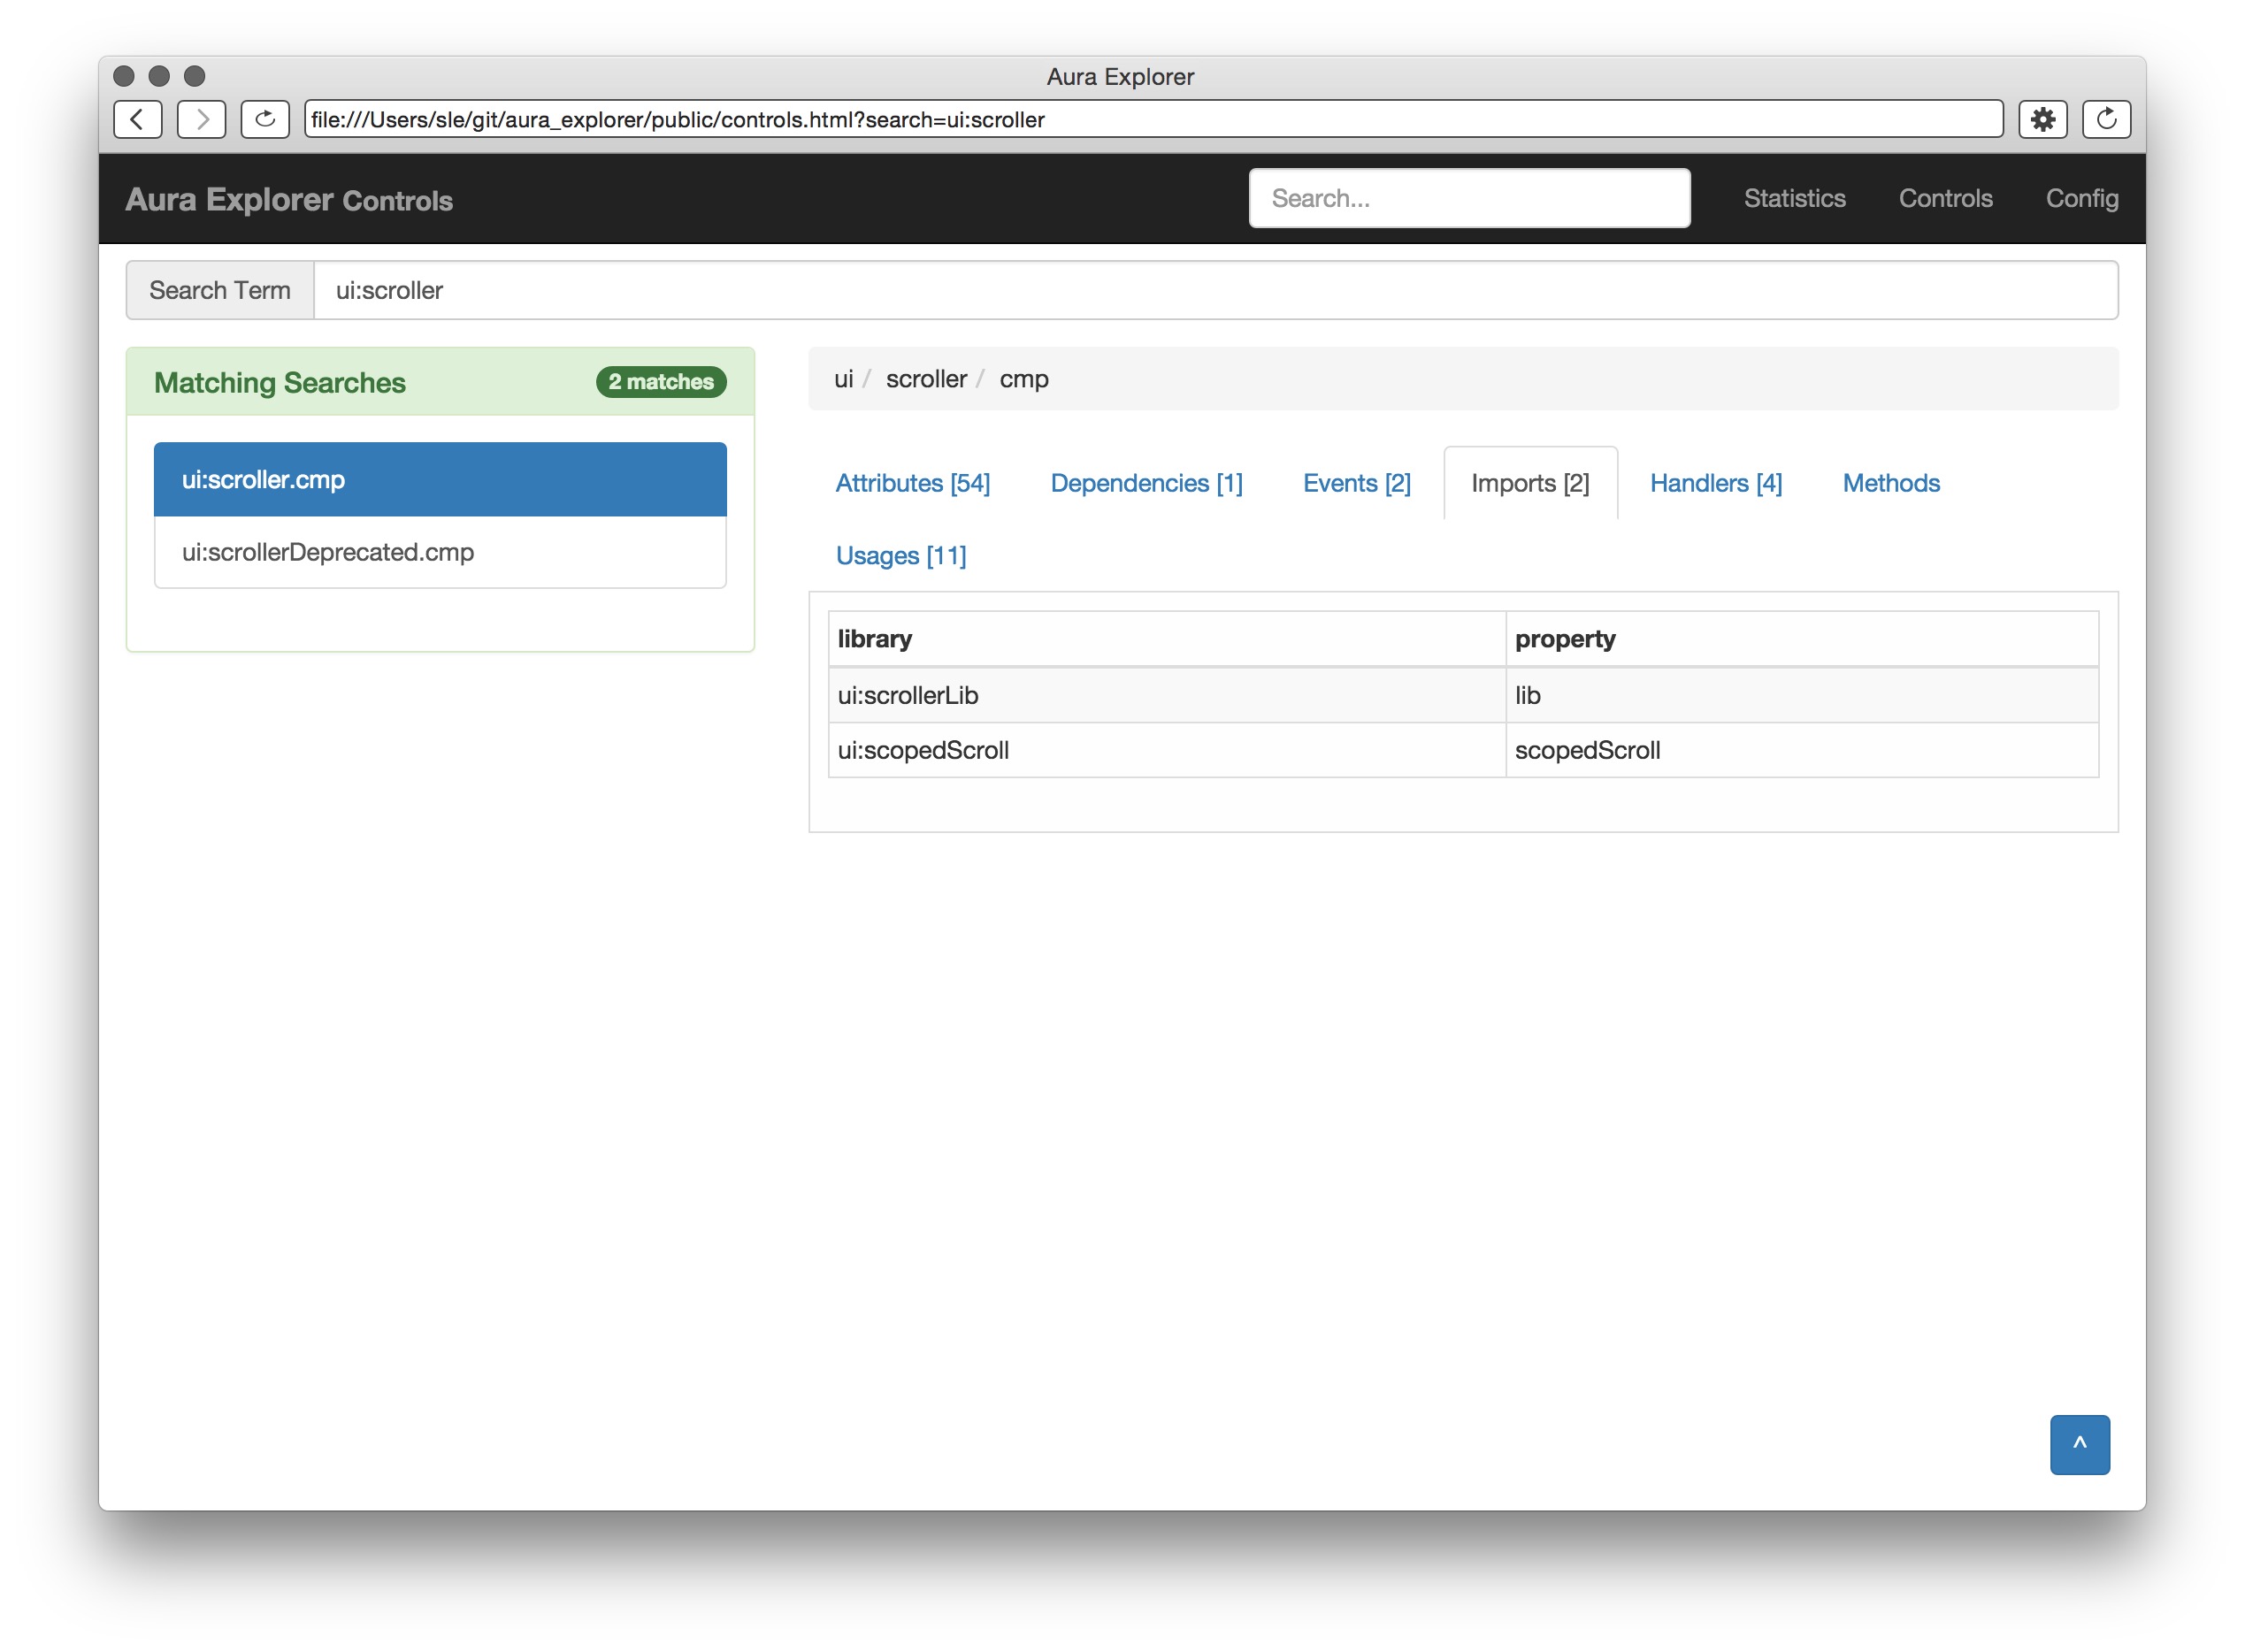 Aura Explorer
file:///Users/sle/git/aura_explorer/public/controls.html?search=ui:scroller
Aura Explorer Controls
Search...
Statistics
Controls
Config
Search Term
ui:scroller
Matching Searches
2 matches
ui:scroller.cmp
ui:scrollerDeprecated.cmp
ui / scroller / cmp
Attributes [54]
Dependencies [1]
Events [2]
Imports [2]
Handlers [4]
Methods
Usages [11]
library
property
ui:scrollerLib
lib
ui:scopedScroll
scopedScroll
^